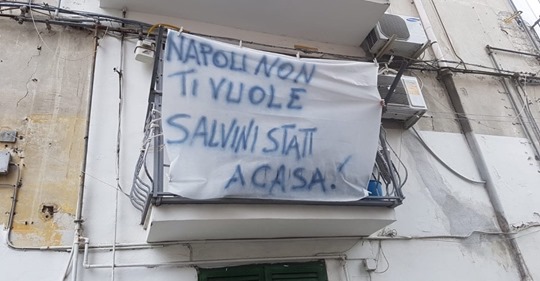 NAPOLI NON
TI VUOLE
SALVINI STATT
A CASA!